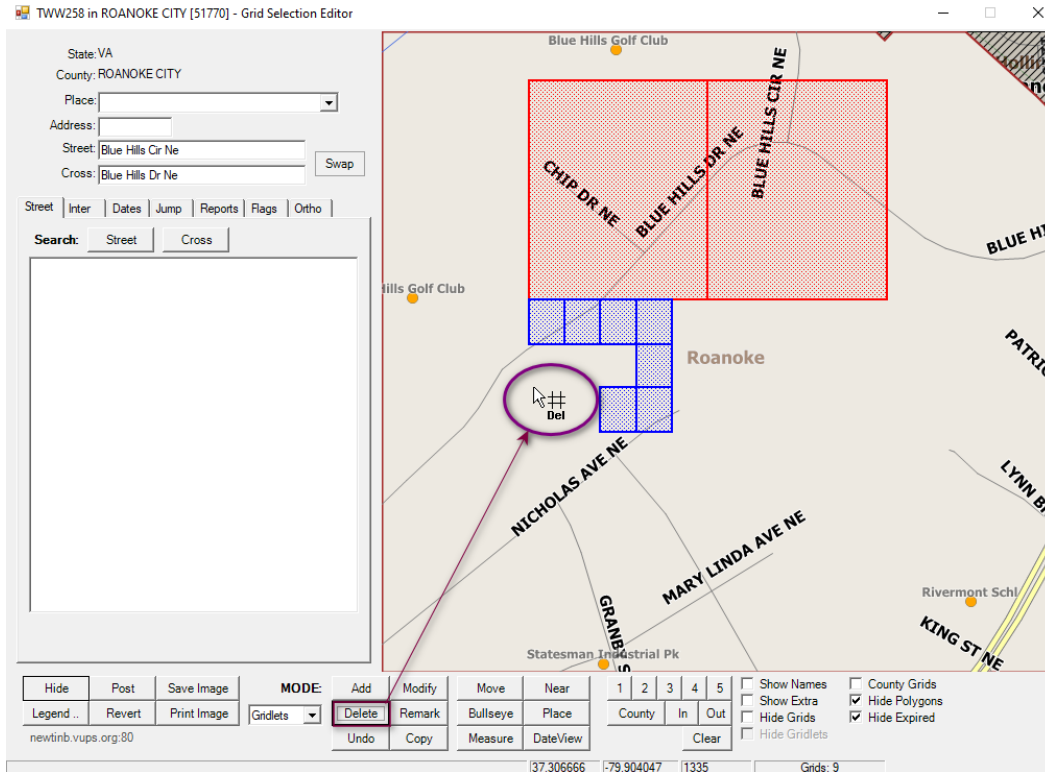 TWW258 in ROANOKE CITY [51770] - Grid Selection Editor
State: VA
County: ROANOKE CITY
Place:
Address:
Street: Blue Hills Cir Ne
Cross: Blue Hills Dr Ne
Swap
Street Inter Dates Jump Reports Flags Ortho
Search: Street Cross
Blue Hills Golf Club
BLUE HILLS CIR NE
BLUE HILLS DR NE
CHIP DR NE
BLUE HI
Hills Golf Club
Roanoke
PATRIC
Del
NICHOLAS AVE NE
LYNN B
MARY LINDA AVE NE
Rivermont Schl
GRANBY S
KING ST NE
Statesman Industrial Pk
Hide Post Save Image MODE: Add Modify Move Near 1 2 3 4 5 Show Names County Grids
Show Extra Hide Polygons
Legend .. Revert Print Image Gridlets Delete Remark Bullseye Place County In Out Hide Grids Hide Expired
newtinb.vups.org:80 Undo Copy Measure DateView Clear Hide Gridlets
37.306666 -79.904047 1335 Grids: 9